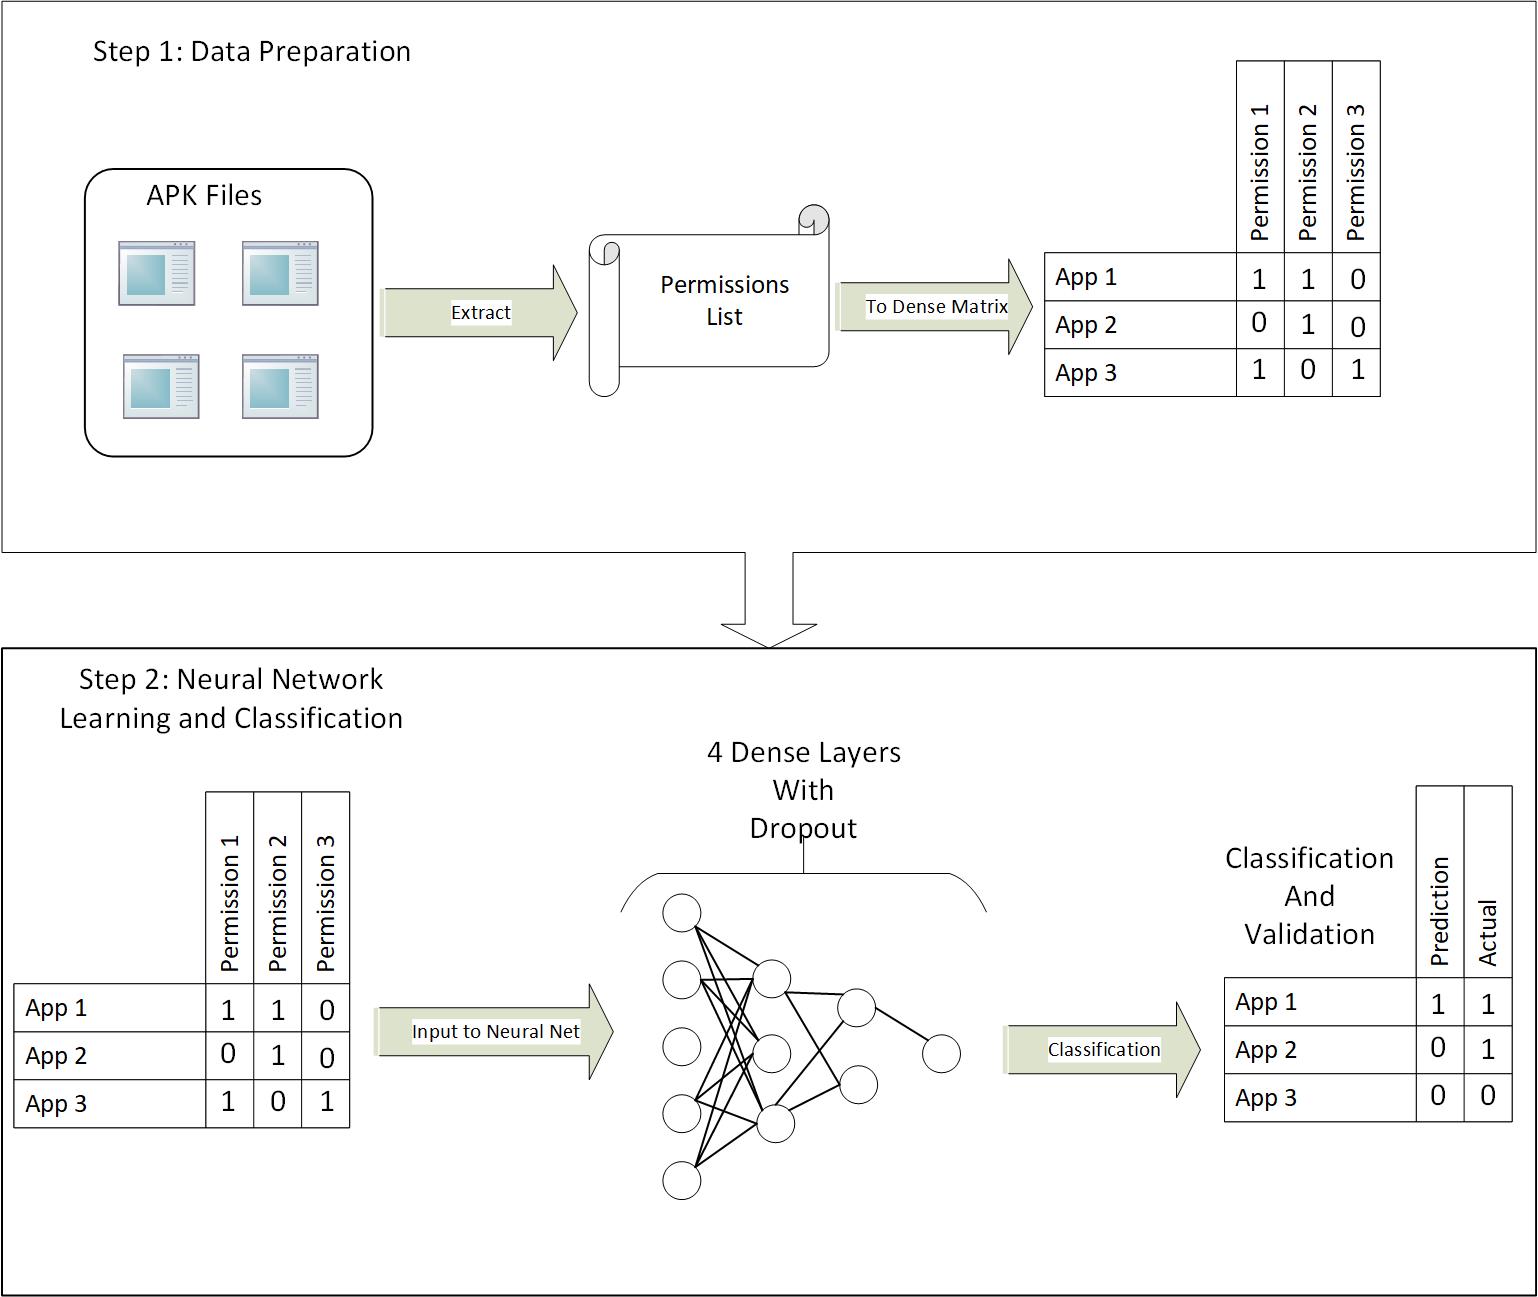 Step 1: Data Preparation
APK Files
Extract
Permissions
List
To Dense Matrix
Permission 1
Permission 2
Permission 3
App 1 1 1 0
App 2 0 1 0
App 3 1 0 1
Step 2: Neural Network
Learning and Classification
Permission 1
Permission 2
Permission 3
App 1 1 1 0
App 2 0 1 0
App 3 1 0 1
Input to Neural Net
4 Dense Layers
With
Dropout
Classification
Classification
And
Validation
Prediction
Actual
App 1 1 1
App 2 0 1
App 3 0 0